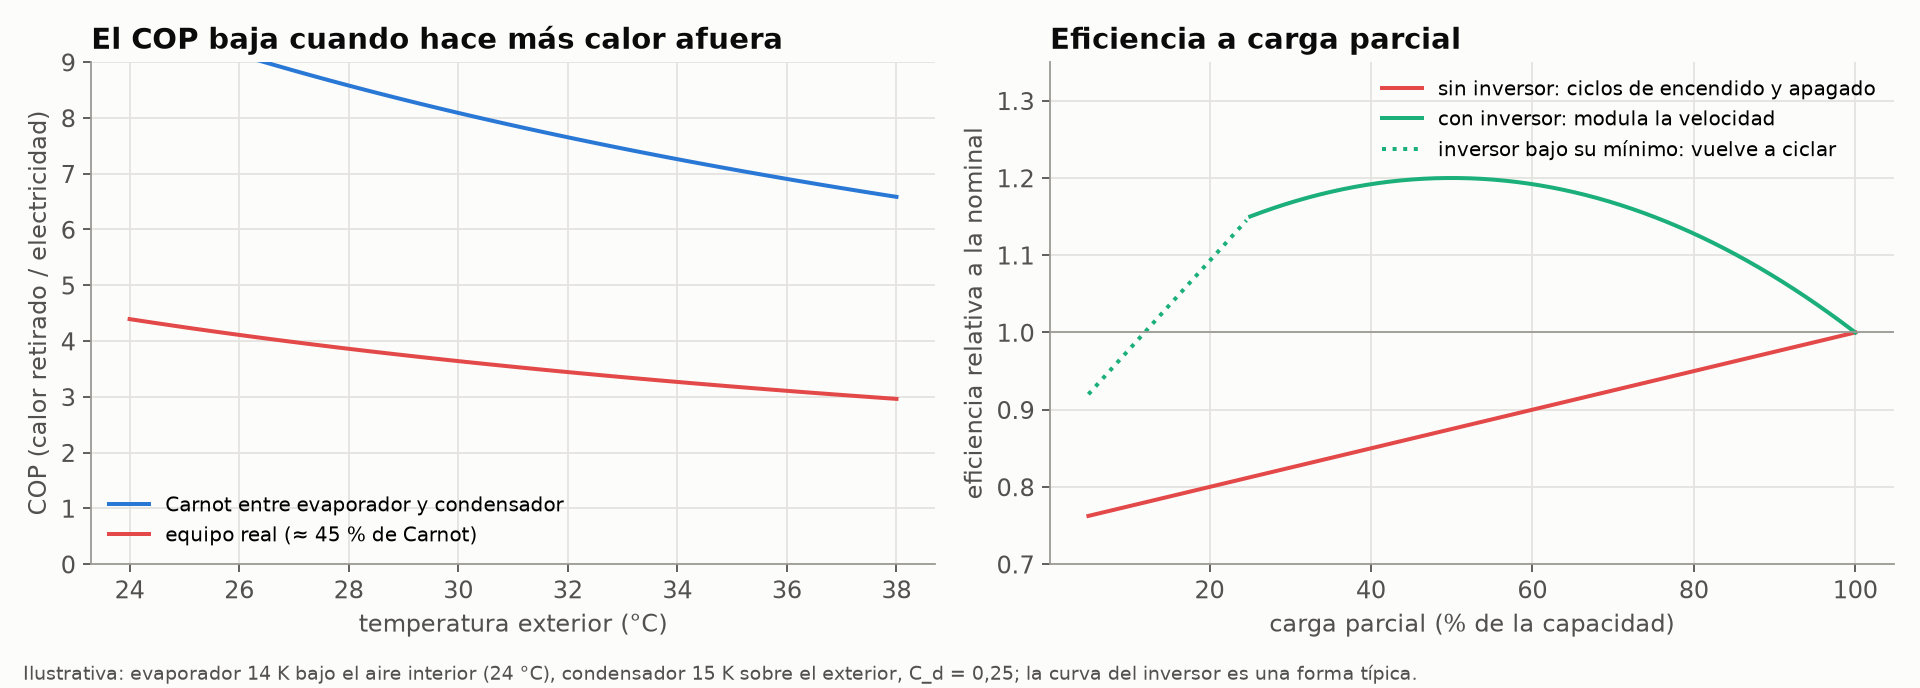 El COP baja cuando hace más calor afuera
COP (calor retirado / electricidad)
9
8
7
6
5
4
3
2
1
0
Carnot entre evaporador y condensador
equipo real (≈ 45 % de Carnot)
24 26 28 30 32 34 36 38
temperatura exterior (°C)
Eficiencia a carga parcial
eficiencia relativa a la nominal
1.3
1.2
1.1
1.0
0.9
0.8
0.7
sin inversor: ciclos de encendido y apagado
con inversor: modula la velocidad
inversor bajo su mínimo: vuelve a ciclar
20 40 60 80 100
carga parcial (% de la capacidad)
Ilustrativa: evaporador 14 K bajo el aire interior (24 °C), condensador 15 K sobre el exterior, C_d = 0,25; la curva del inversor es una forma típica.